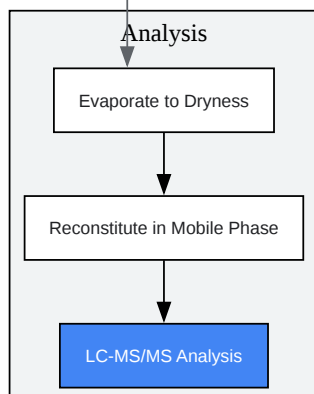 Analysis
Evaporate to Dryness
Reconstitute in Mobile Phase
LC-MS/MS Analysis